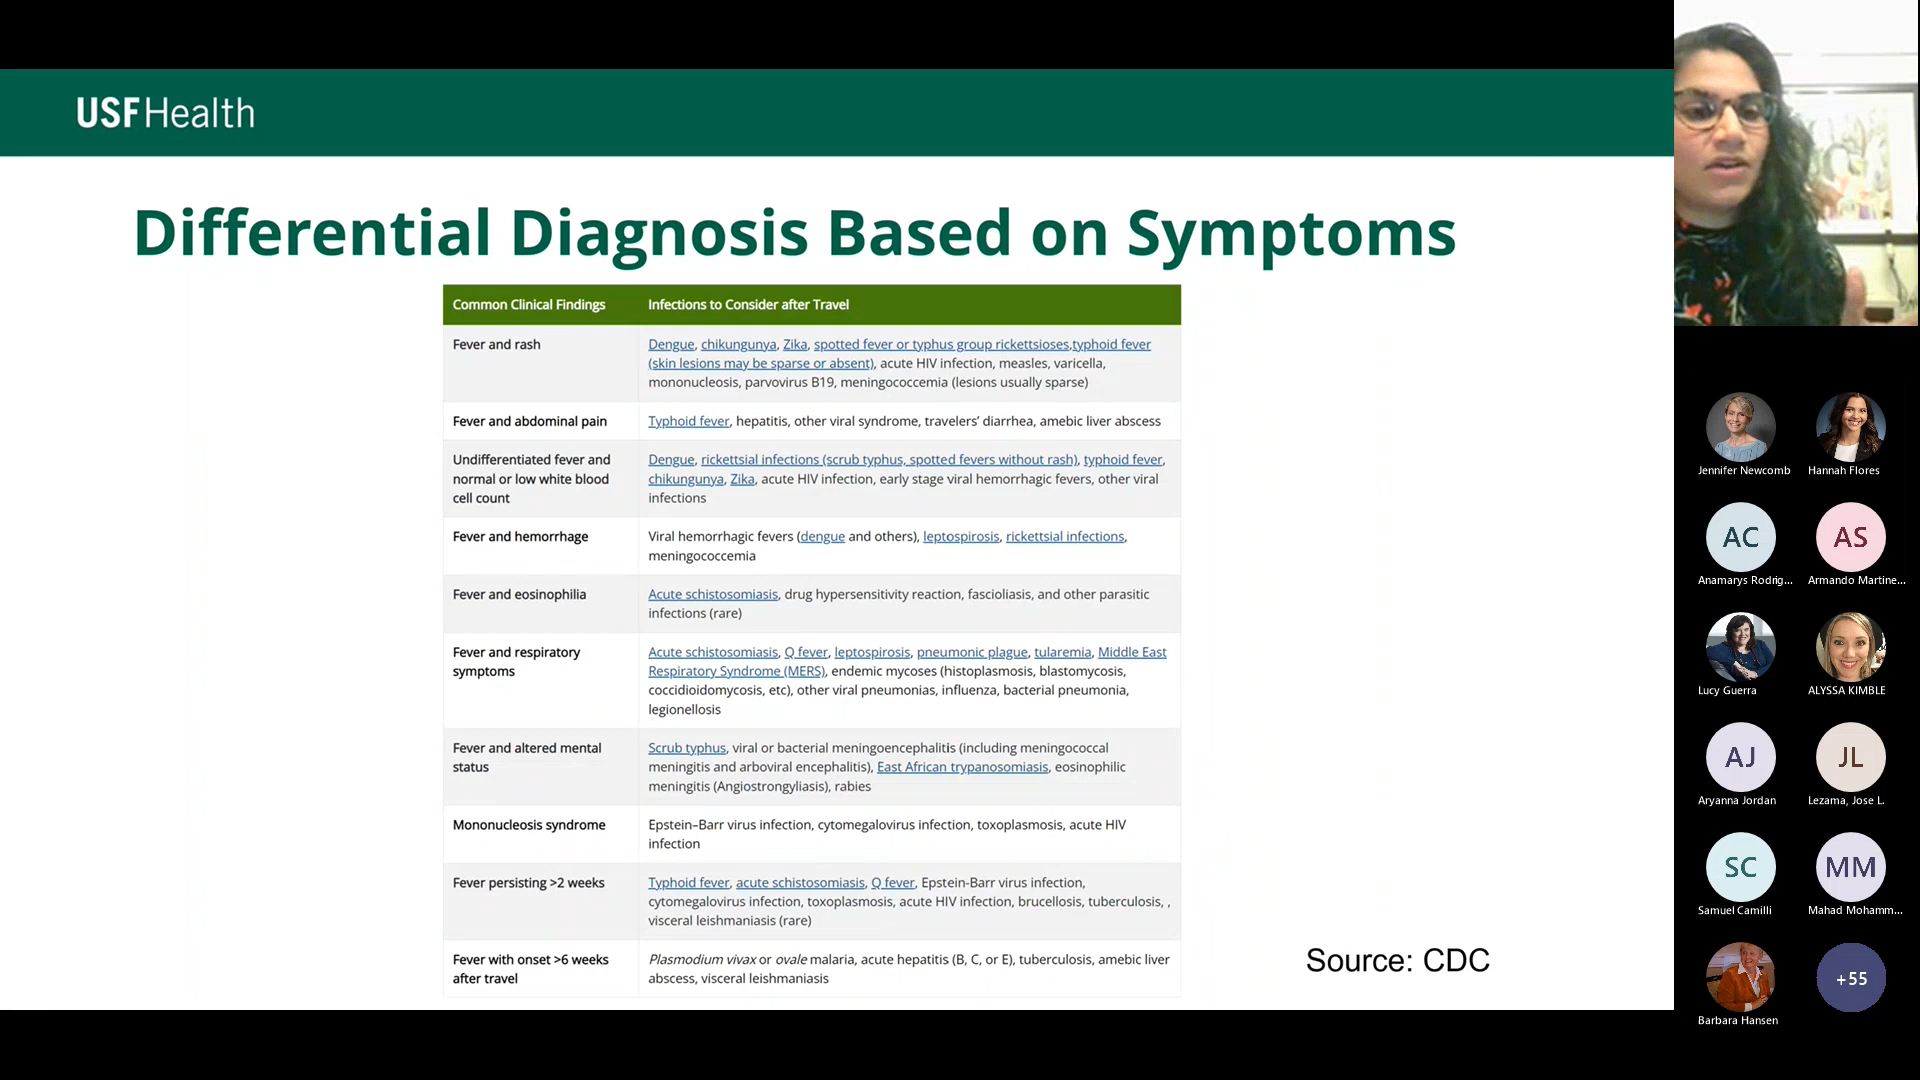 USF Health
Differential Diagnosis Based on Symptoms
Common Clinical Findings
Infections to Consider after Travel
Fever and rash
Dengue, chikungunya, Zika, spotted fever or typhus group rickettsioses,typhoid fever
(skin lesions may be sparse or absent), acute HIV infection, measles, varicella,
mononucleosis, parvovirus B19, meningococcemia (lesions usually sparse)
Fever and abdominal pain
Typhoid fever, hepatitis, other viral syndrome, travelers’ diarrhea, amebic liver abscess
Undifferentiated fever and
normal or low white blood
cell count
Dengue, rickettsial infections (scrub typhus, spotted fevers without rash), typhoid fever,
chikungunya, Zika, acute HIV infection, early stage viral hemorrhagic fevers, other viral
infections
Fever and hemorrhage
Viral hemorrhagic fevers (dengue and others), leptospirosis, rickettsial infections,
meningococcemia
Fever and eosinophilia
Acute schistosomiasis, drug hypersensitivity reaction, fascioliasis, and other parasitic
infections (rare)
Fever and respiratory
symptoms
Acute schistosomiasis, Q fever, leptospirosis, pneumonic plague, tularemia, Middle East
Respiratory Syndrome (MERS), endemic mycoses (histoplasmosis, blastomycosis,
coccidioidomycosis, etc), other viral pneumonias, influenza, bacterial pneumonia,
legionellosis
Fever and altered mental
status
Scrub typhus, viral or bacterial meningoencephalitis (including meningococcal
meningitis and arboviral encephalitis), East African trypanosomiasis, eosinophilic
meningitis (Angiostrongyliasis), rabies
Mononucleosis syndrome
Epstein–Barr virus infection, cytomegalovirus infection, toxoplasmosis, acute HIV
infection
Fever persisting >2 weeks
Typhoid fever, acute schistosomiasis, Q fever, Epstein-Barr virus infection,
cytomegalovirus infection, toxoplasmosis, acute HIV infection, brucellosis, tuberculosis, ,
visceral leishmaniasis (rare)
Fever with onset >6 weeks
after travel
Plasmodium vivax or ovale malaria, acute hepatitis (B, C, or E), tuberculosis, amebic liver
abscess, visceral leishmaniasis
Source: CDC
Jennifer Newcomb
Hannah Flores
AC
AS
Anamarys Rodrig...
Armando Martine...
Lucy Guerra
ALYSSA KIMBLE
AJ
JL
Aryanna Jordan
Lezama, Jose L.
SC
MM
Samuel Camilli
Mahad Mohamm...
+55
Barbara Hansen